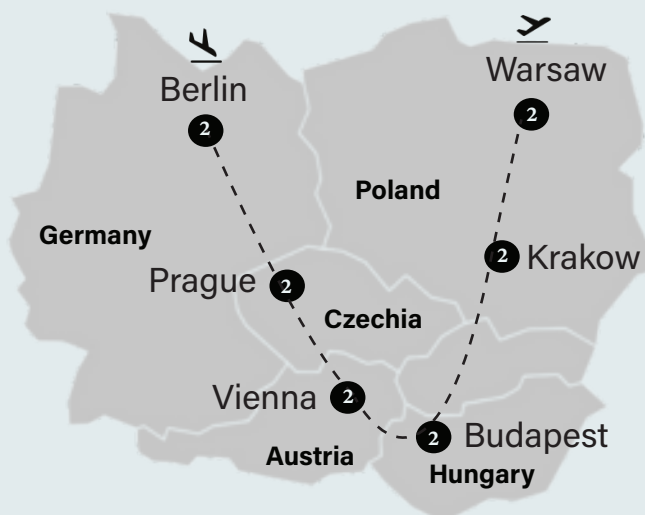 Berlin
2
Warsaw
2
Poland
Germany
Krakow
2
Prague
2
Czechia
Vienna
2
Budapest
2
Austria
Hungary